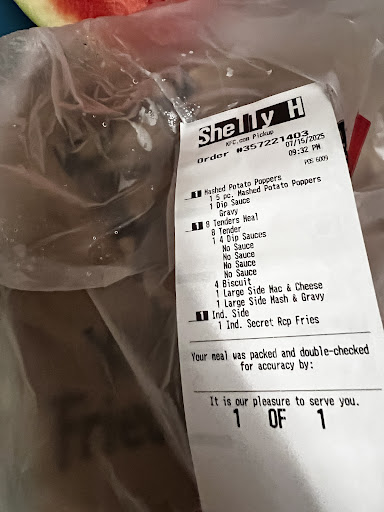 Shelly H
KFC.com Pickup
Order #357221403
07/15/2025
09:32 PM
POS 6009
1 Mashed Potato Poppers
1 5 pc. Mashed Potato Poppers
1 Dip Sauce
Gravy
1 8 Tenders Meal
8 Tender
1 4 Dip Sauces
No Sauce
No Sauce
No Sauce
No Sauce
4 Biscuit
1 Large Side Mac & Cheese
1 Large Side Mash & Gravy
1 Ind. Side
1 Ind. Secret Rcp Fries
Your meal was packed and double-checked
for accuracy by:
It is our pleasure to serve you.
1 OF 1